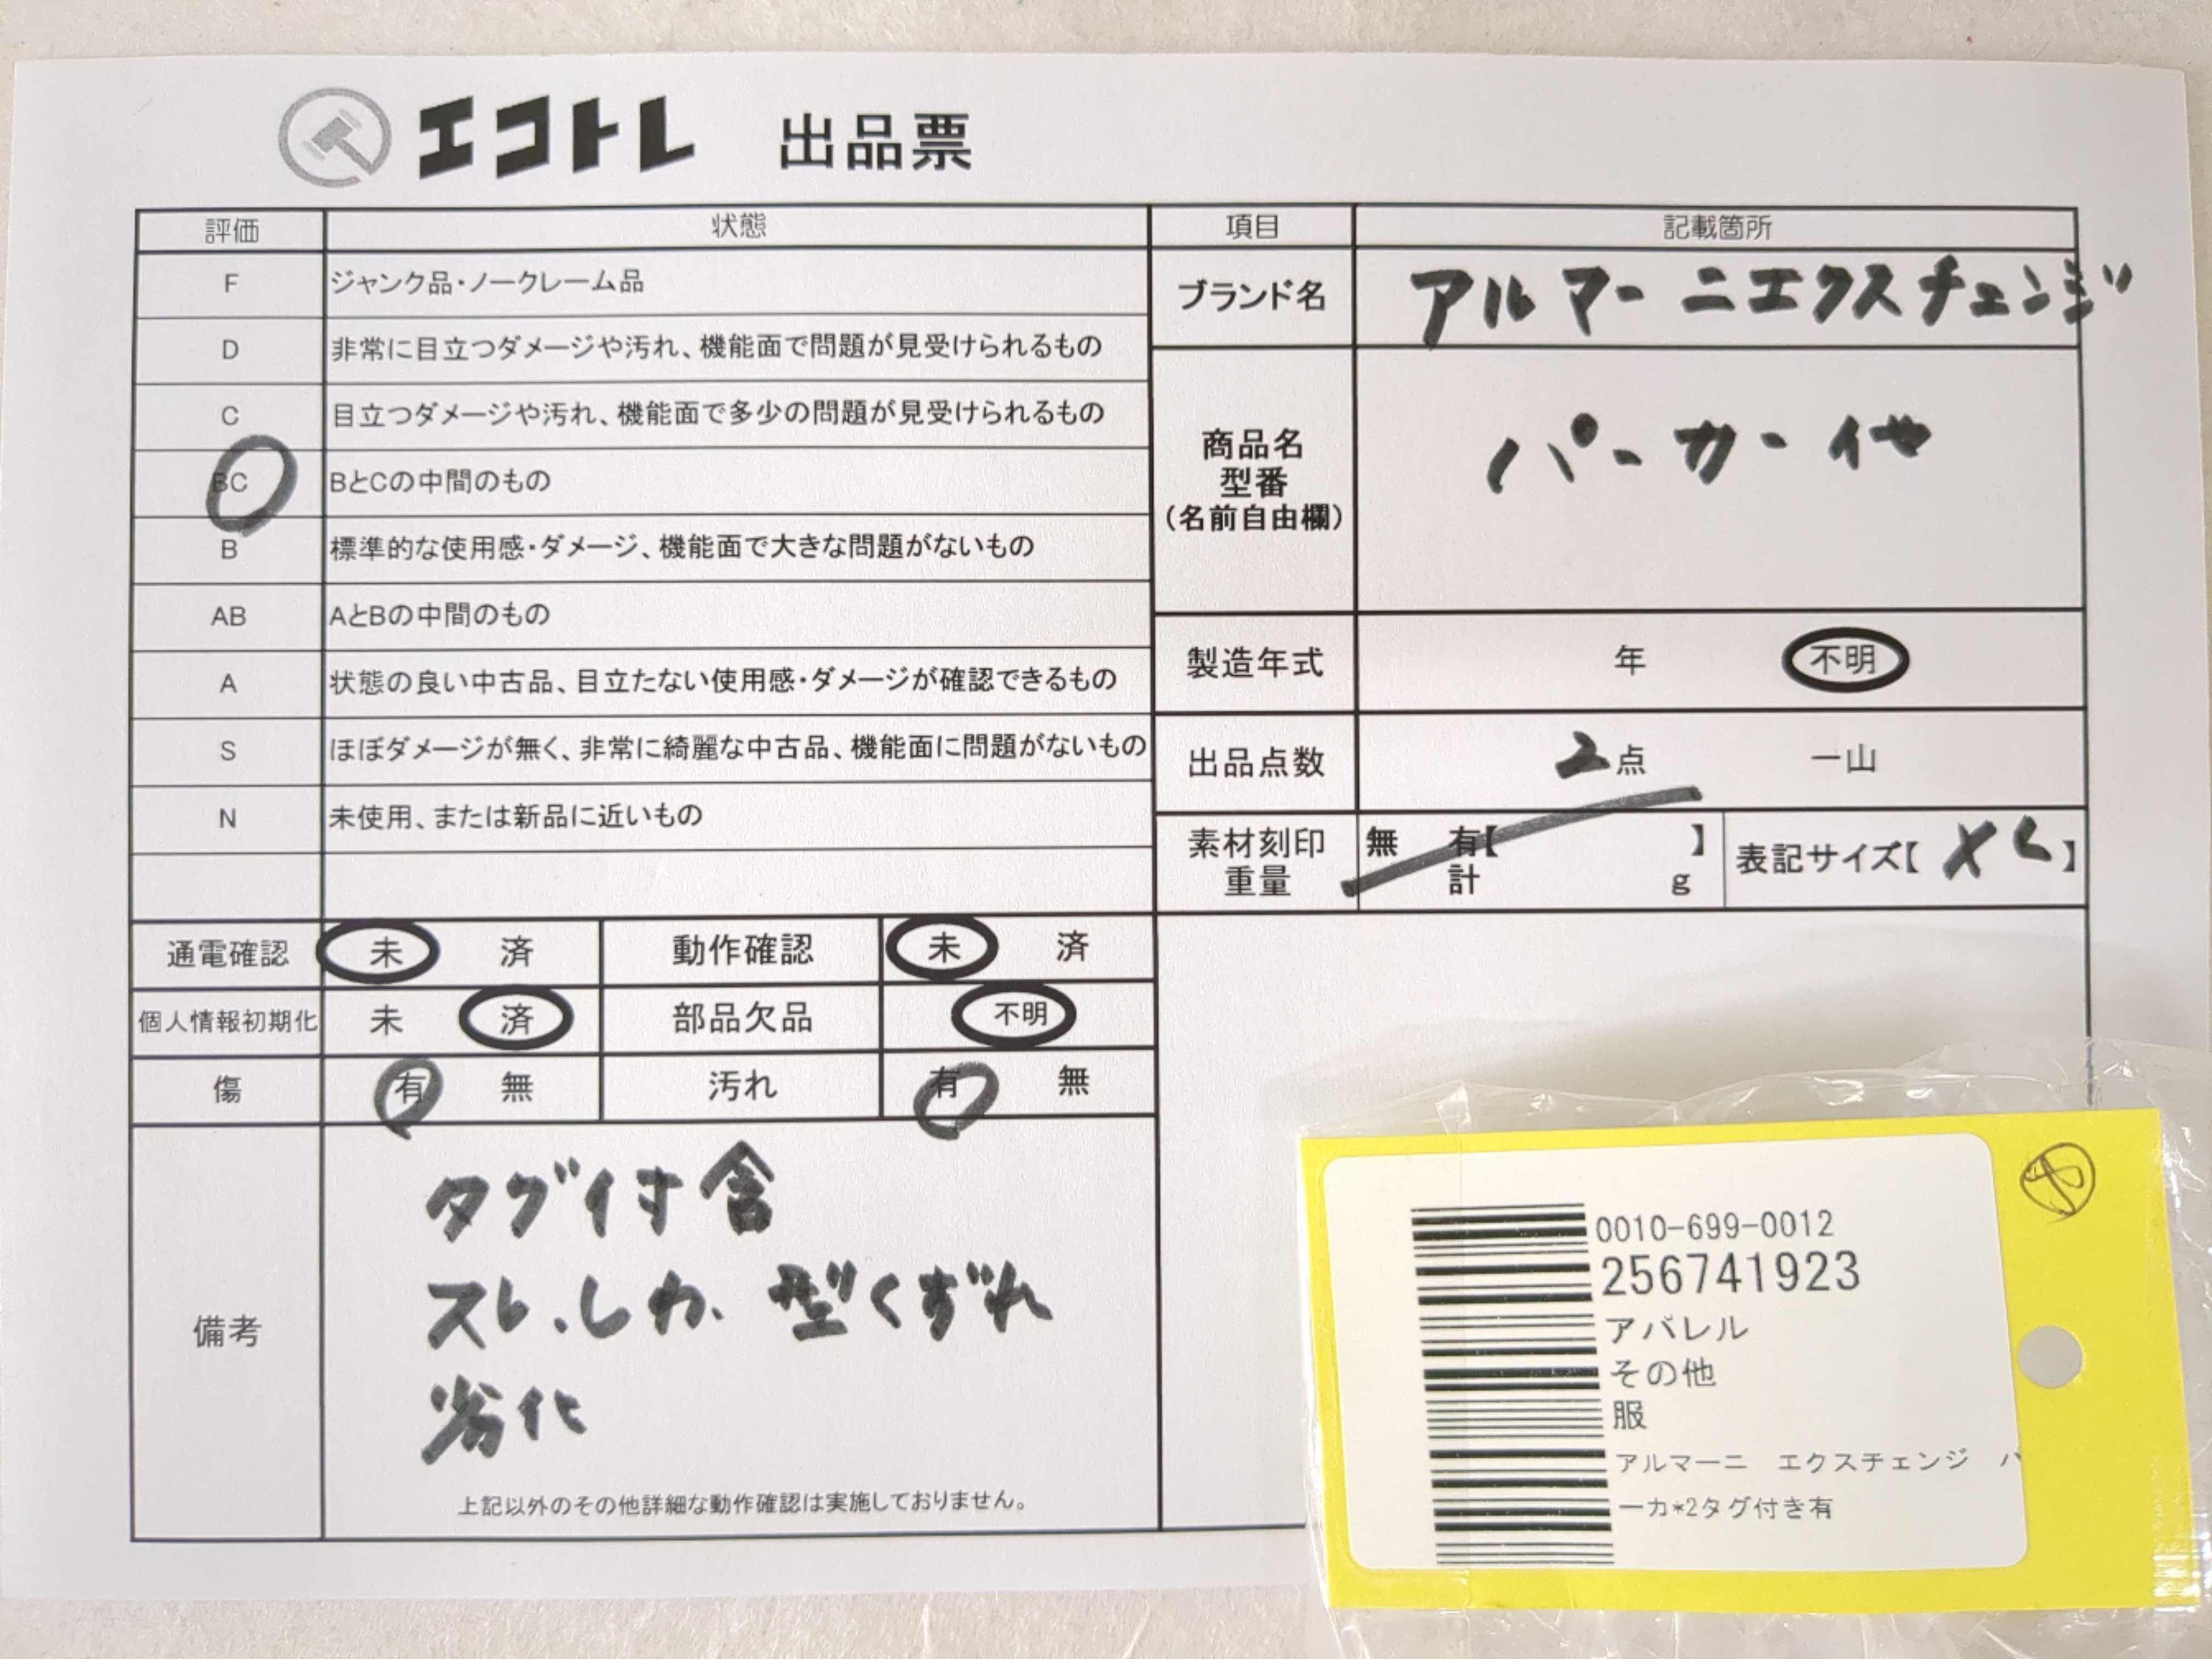 エコトレ 出品票
評価 状態
F ジャンク品・ノークレーム品
D 非常に目立つダメージや汚れ、機能面で問題が見受けられるもの
C 目立つダメージや汚れ、機能面で多少の問題が見受けられるもの
BC BとCの中間のもの
B 標準的な使用感・ダメージ、機能面で大きな問題がないもの
AB AとBの中間のもの
A 状態の良い中古品、目立たない使用感・ダメージが確認できるもの
S ほぼダメージが無く、非常に綺麗な中古品、機能面に問題がないもの
N 未使用、または新品に近いもの
通電確認 未 済 動作確認 未 済
個人情報初期化 未 済 部品欠品 不明
傷 有 無 汚れ 有 無
備考
タグ付含
スレ、しわ、型くずれ
劣化
上記以外のその他詳細な動作確認は実施しておりません。
項目 記載箇所
ブランド名 アルマーニエクスチェンジ
商品名
型番
(名前自由欄)
パーカー他
製造年式 年 不明
出品点数 2点 一山
素材刻印 無 有【 】
重量 計 g
表記サイズ【 XL 】
0010-699-0012
256741923
アパレル
その他
服
アルマーニ エクスチェンジ パ
ーカ*2タグ付き有